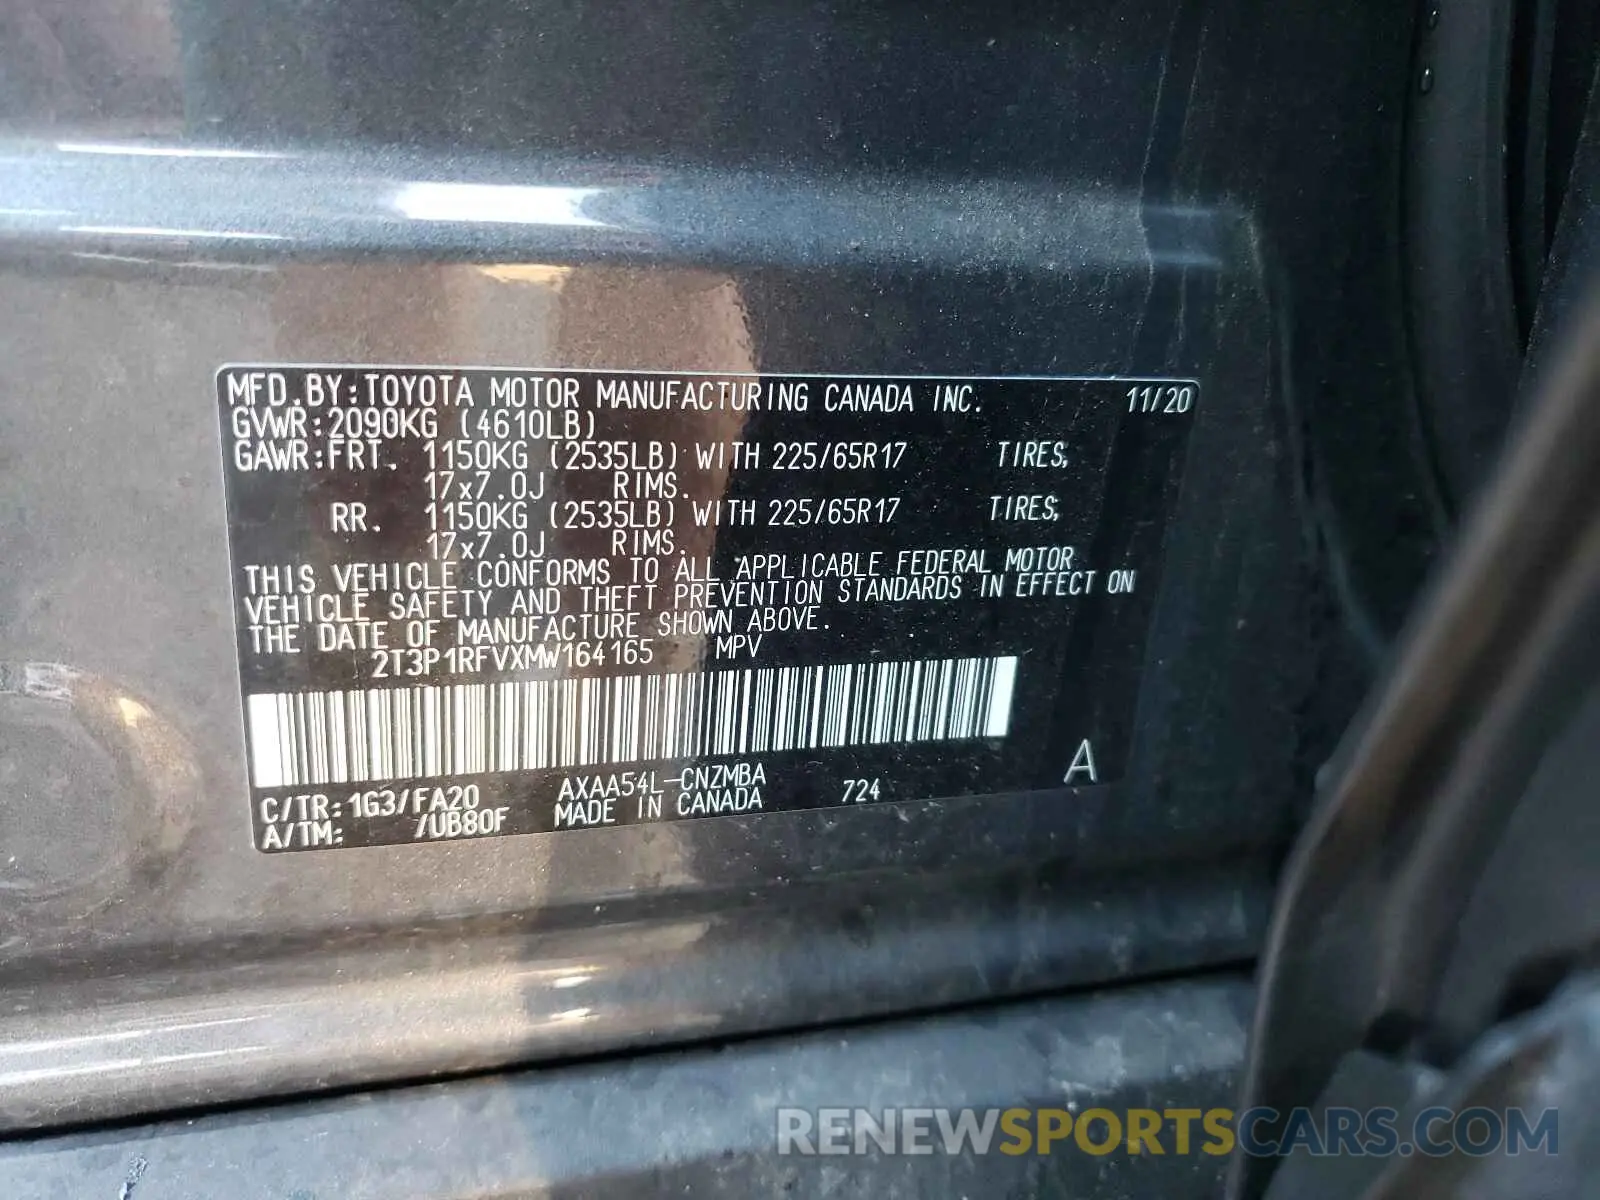 MFD.BY:TOYOTA MOTOR MANUFACTURING CANADA INC. 11/20
GVWR:2090KG (4610LB)
GAWR:FRT. 1150KG (2535LB) WITH 225/65R17 TIRES,
17x7.0J RIMS.
RR. 1150KG (2535LB) WITH 225/65R17 TIRES,
17x7.0J RIMS.
THIS VEHICLE CONFORMS TO ALL APPLICABLE FEDERAL MOTOR
VEHICLE SAFETY AND THEFT PREVENTION STANDARDS IN EFFECT ON
THE DATE OF MANUFACTURE SHOWN ABOVE.
2T3P1RFVXMW164165 MPV
A
C/TR:1G3/FA20 AXAA54L-CNZMBA 724
A/TM: /UB80F MADE IN CANADA
RENEWSPORTSCARS.COM